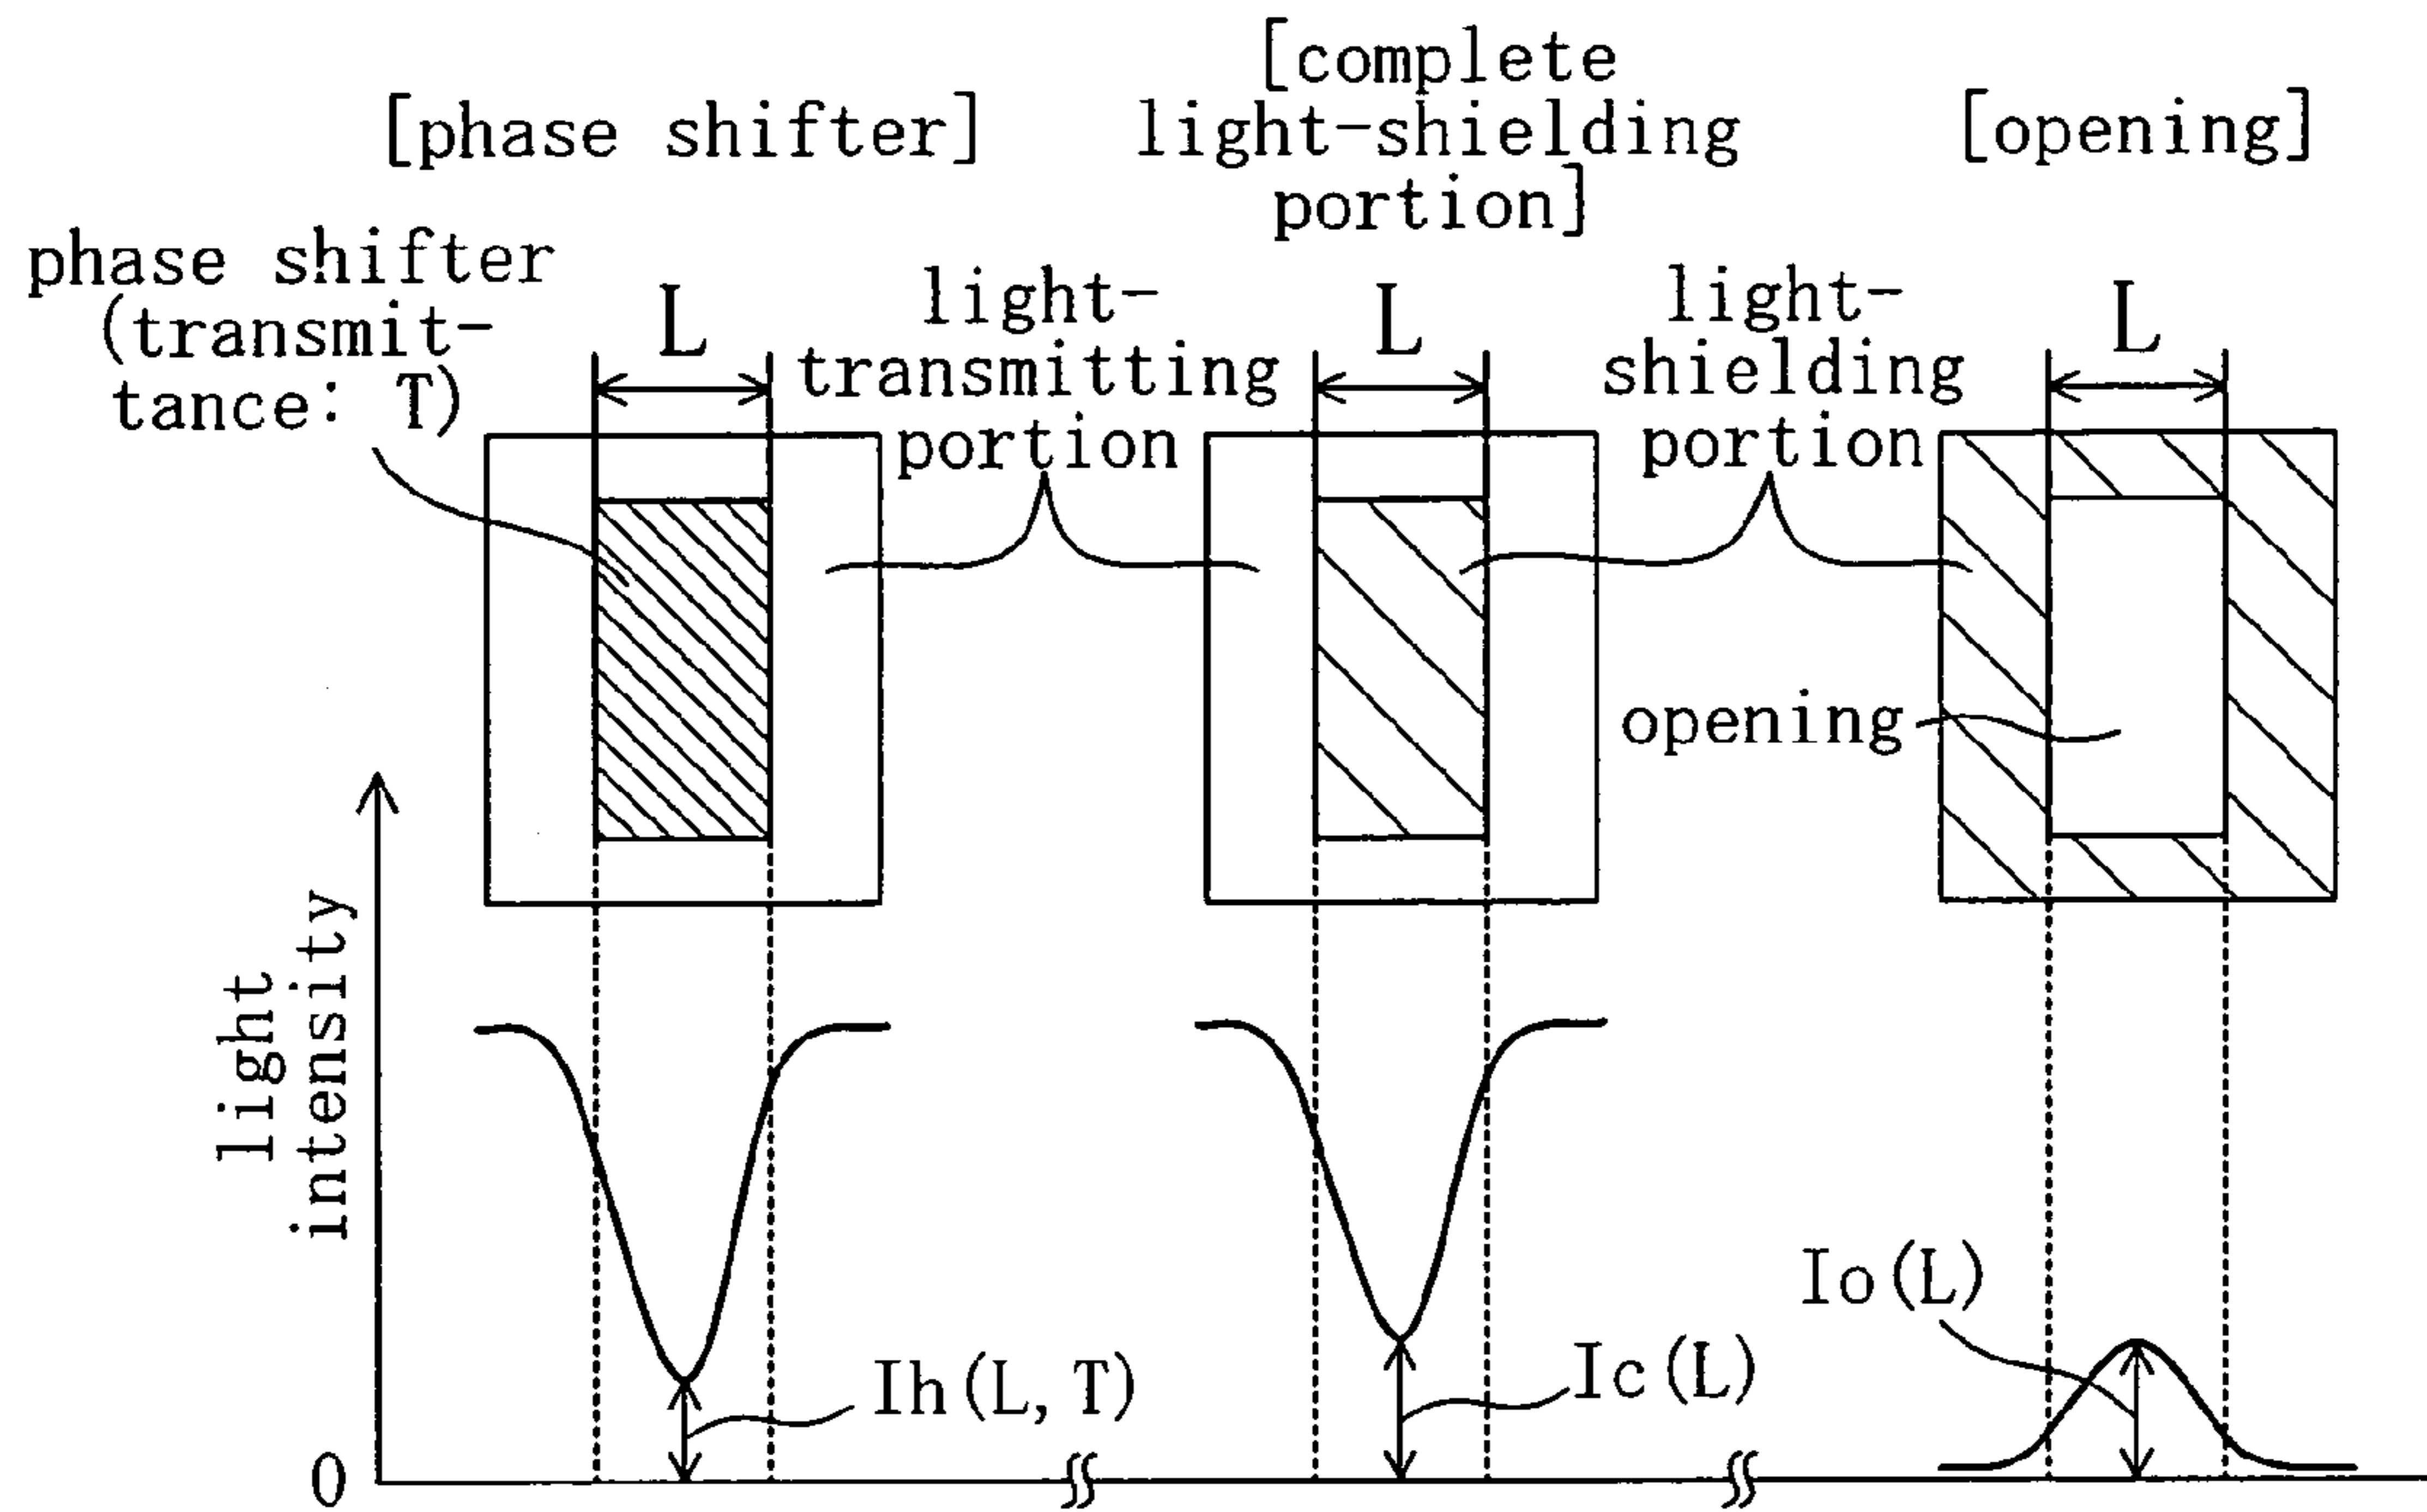 [phase shifter]
[complete
light-shielding
portion]
[opening]
phase shifter
(transmit-
tance: T)
L
light-
transmitting
portion
L
light-
shielding
portion
L
opening
light
intensity
Ih(L, T)
Ic(L)
Io(L)
0